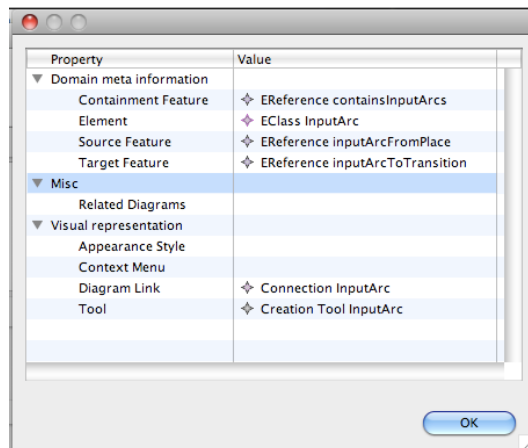 Property Value
Domain meta information
Containment Feature EReference containsInputArcs
Element EClass InputArc
Source Feature EReference inputArcFromPlace
Target Feature EReference inputArcToTransition
Misc
Related Diagrams
Visual representation
Appearance Style
Context Menu
Diagram Link Connection InputArc
Tool Creation Tool InputArc
OK